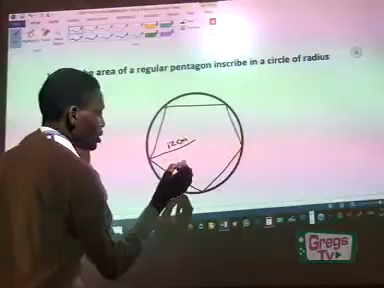 the area of a regular pentagon inscribe in a circle of radius
12cm
Gregs
Tv